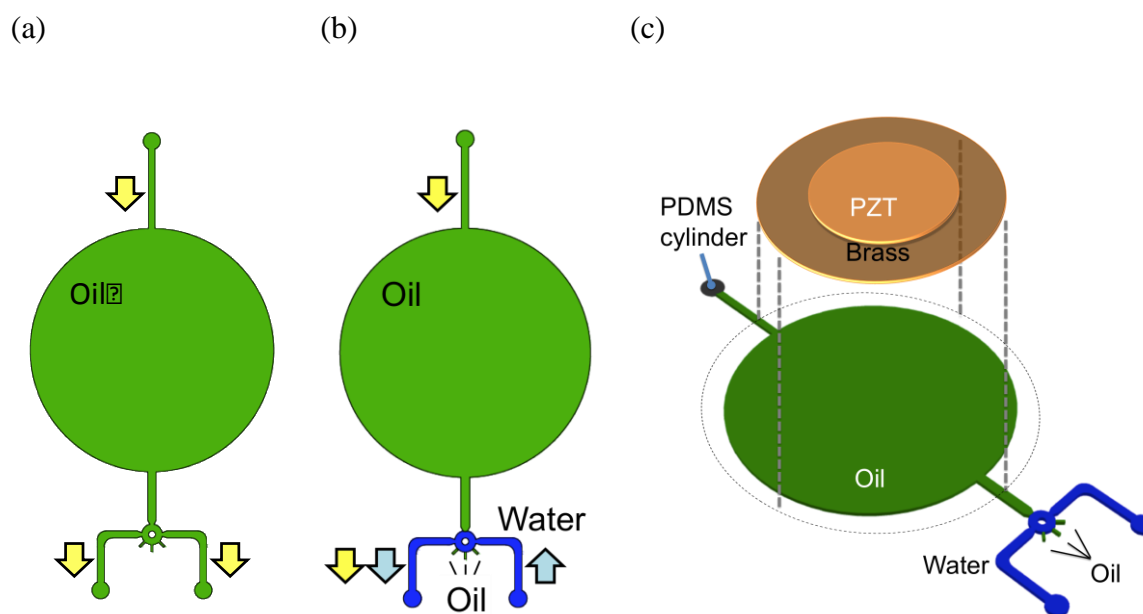 (a)
(b)
(c)
Oil
Oil
Water
Oil
PZT
Brass
PDMS
cylinder
Oil
Water
Oil